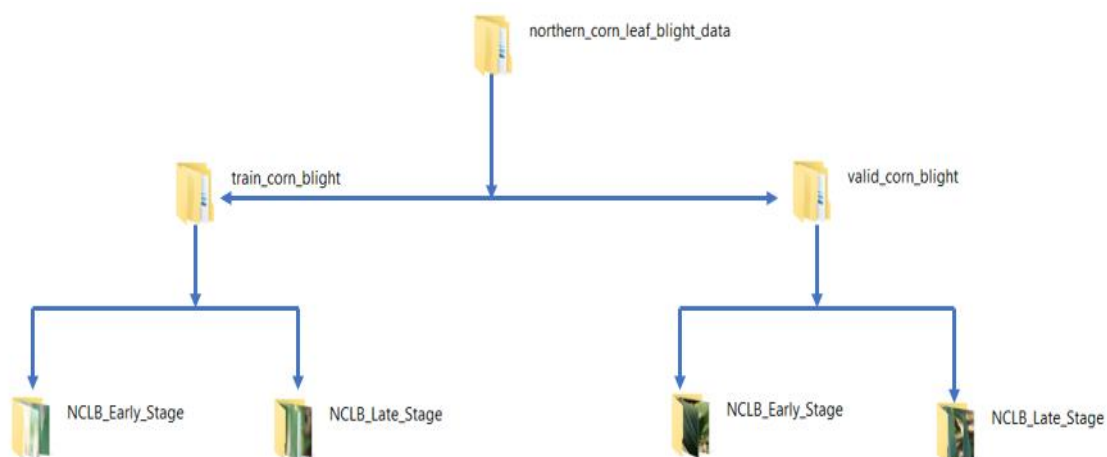 northern_corn_leaf_blight_data
train_corn_blight
valid_corn_blight
NCLB_Early_Stage
NCLB_Late_Stage
NCLB_Early_Stage
NCLB_Late_Stage